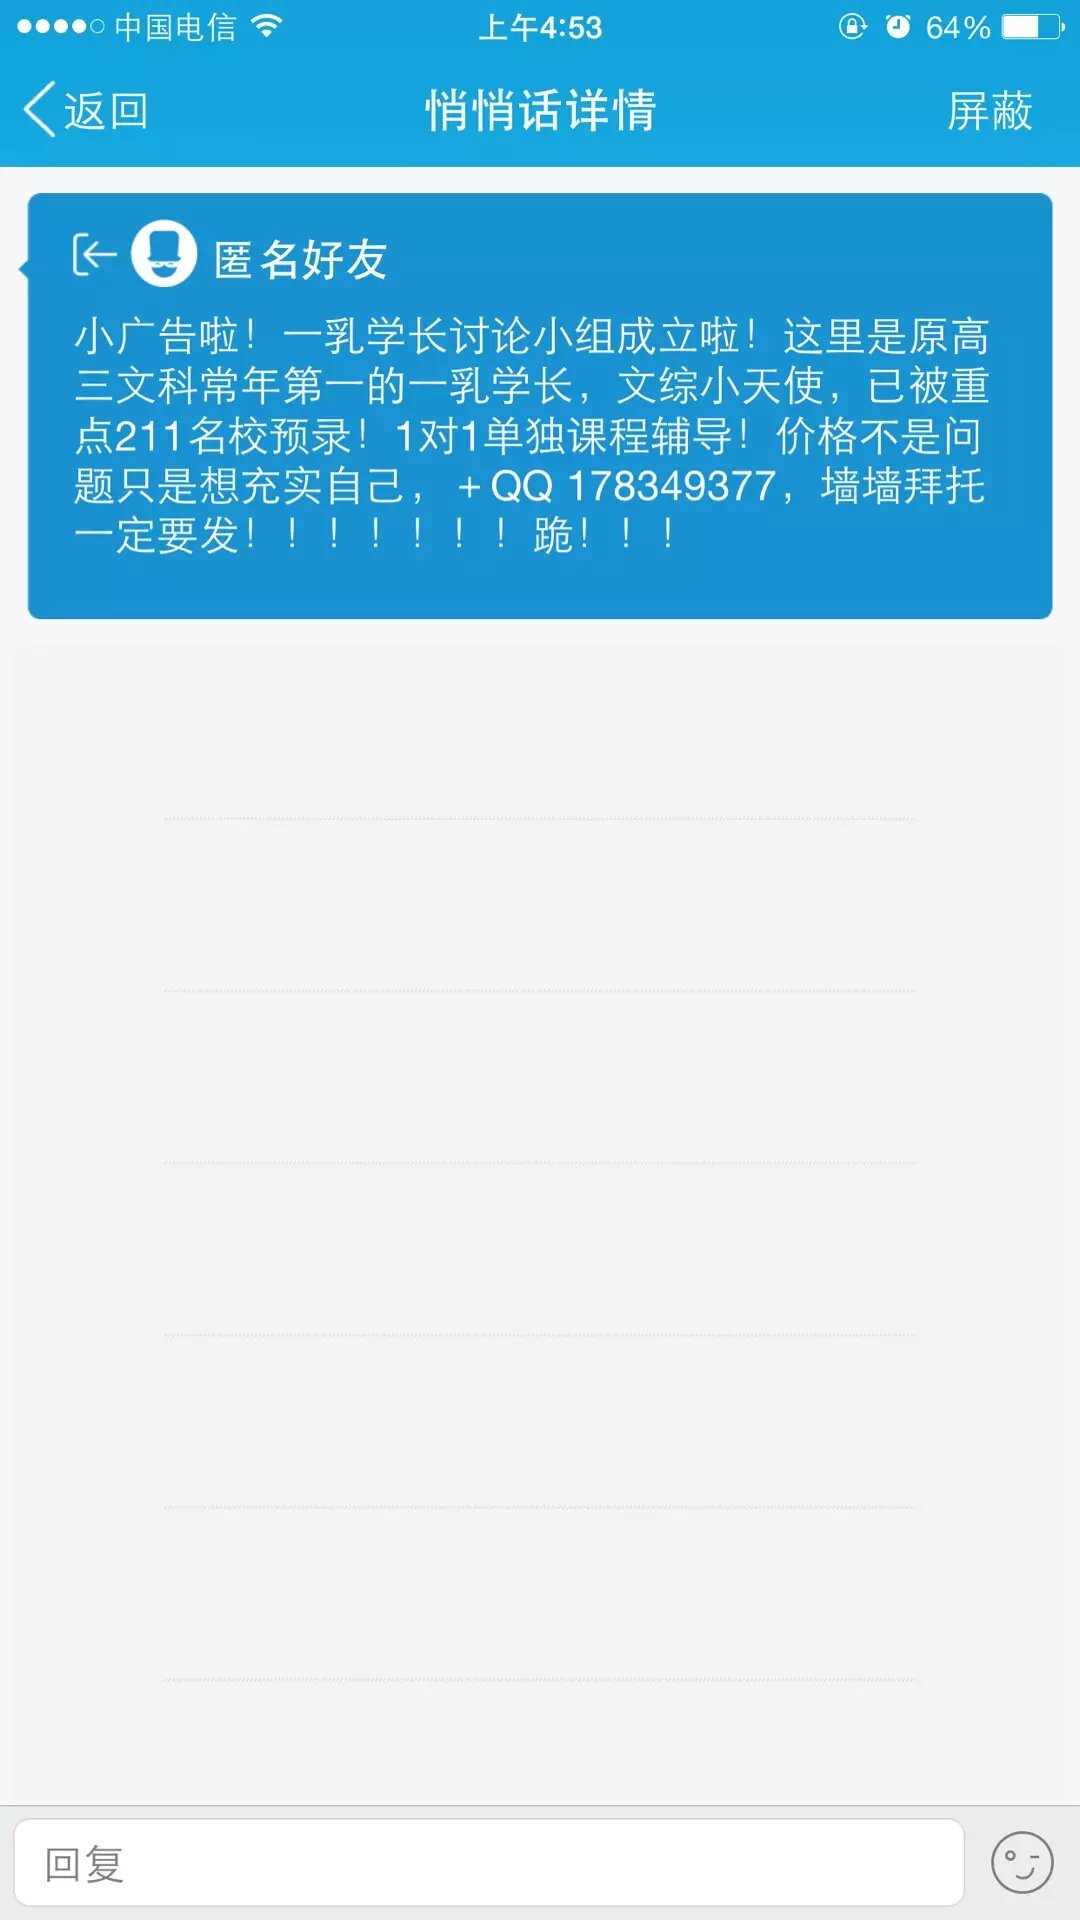 中国电信 上午4:53 64%
返回 悄悄话详情 屏蔽
匿名好友
小广告啦！一乳学长讨论小组成立啦！这里是原高
三文科常年第一的一乳学长，文综小天使，已被重
点211名校预录！1对1单独课程辅导！价格不是问
题只是想充实自己，+QQ 178349377，墙墙拜托
一定要发！！！！！！！跪！！！
回复